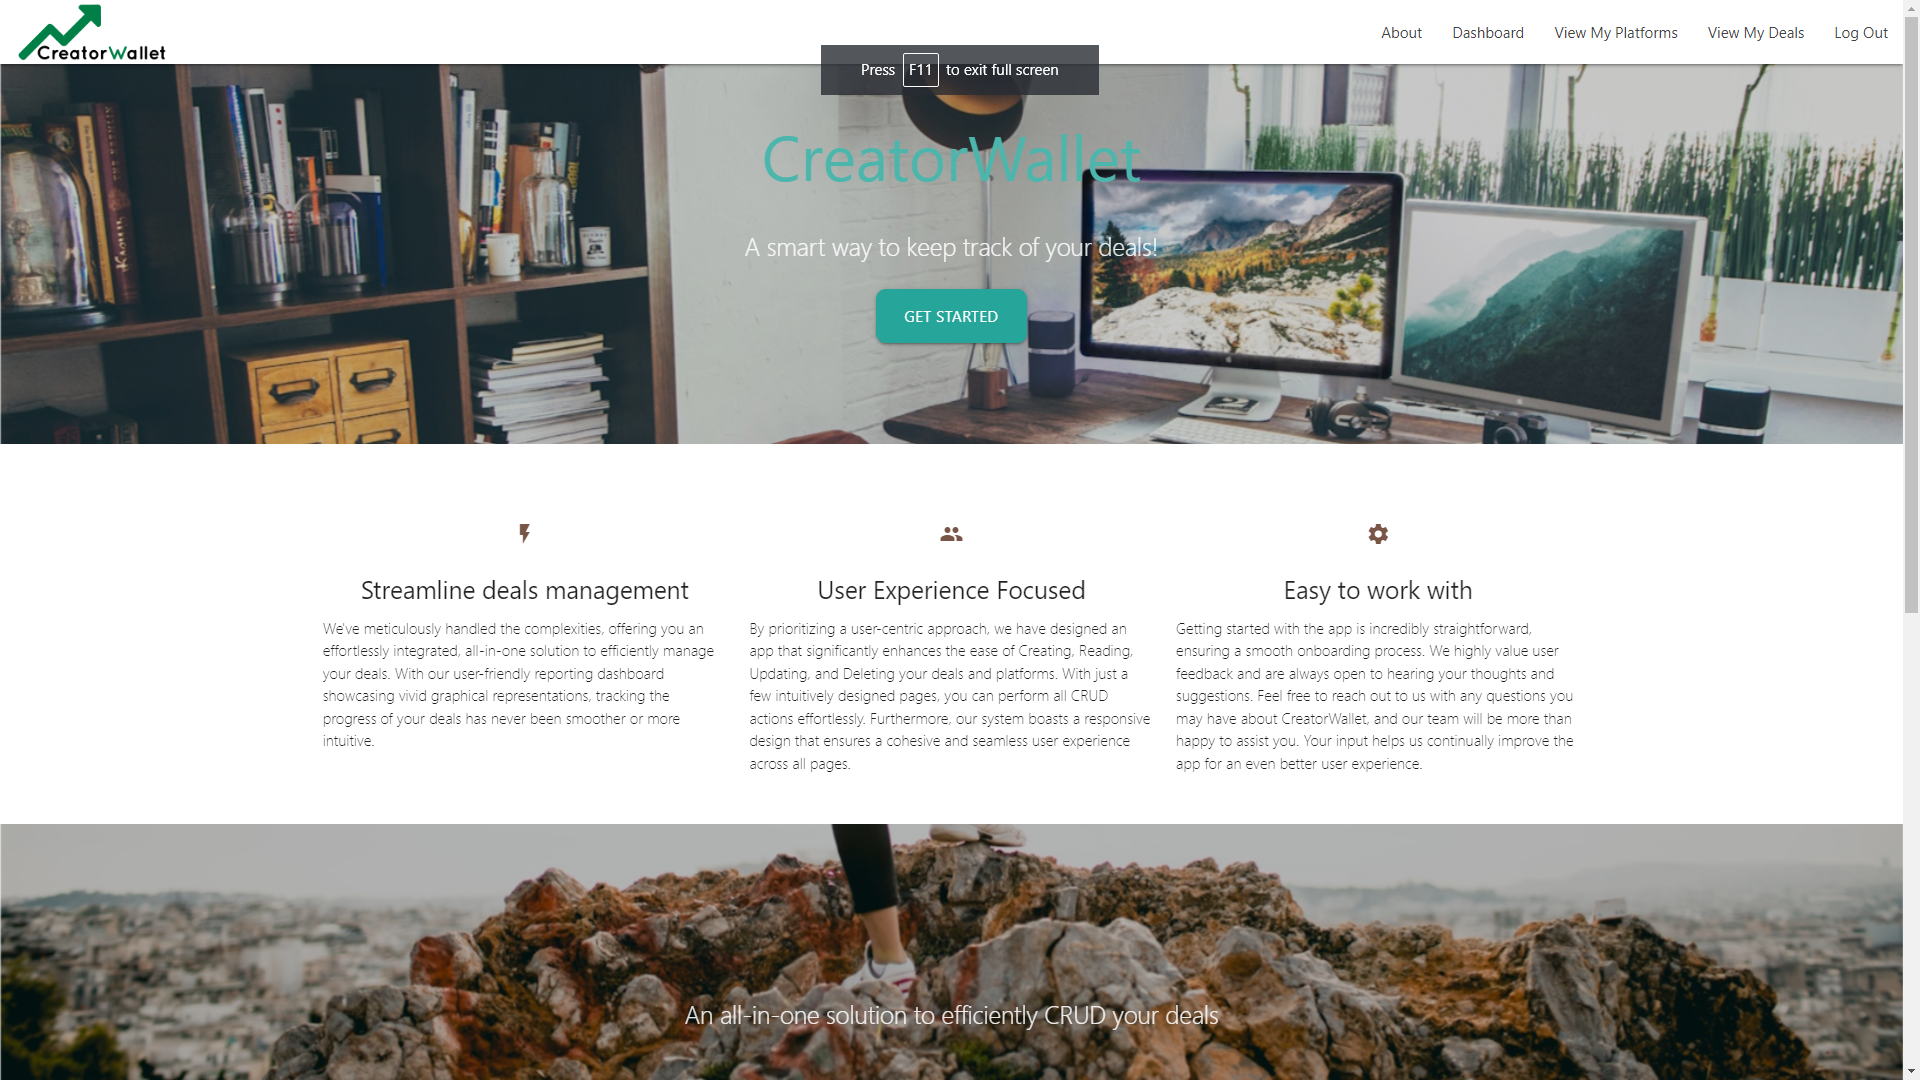 CreatorWallet
About Dashboard View My Platforms View My Deals Log Out
Press F11 to exit full screen
CreatorWallet
A smart way to keep track of your deals!
GET STARTED
Streamline deals management
We've meticulously handled the complexities, offering you an
effortlessly integrated, all-in-one solution to efficiently manage
your deals. With our user-friendly reporting dashboard
showcasing vivid graphical representations, tracking the
progress of your deals has never been smoother or more
intuitive.
User Experience Focused
By prioritizing a user-centric approach, we have designed an
app that significantly enhances the ease of Creating, Reading,
Updating, and Deleting your deals and platforms. With just a
few intuitively designed pages, you can perform all CRUD
actions effortlessly. Furthermore, our system boasts a responsive
design that ensures a cohesive and seamless user experience
across all pages.
Easy to work with
Getting started with the app is incredibly straightforward,
ensuring a smooth onboarding process. We highly value user
feedback and are always open to hearing your thoughts and
suggestions. Feel free to reach out to us with any questions you
may have about CreatorWallet, and our team will be more than
happy to assist you. Your input helps us continually improve the
app for an even better user experience.
An all-in-one solution to efficiently CRUD your deals